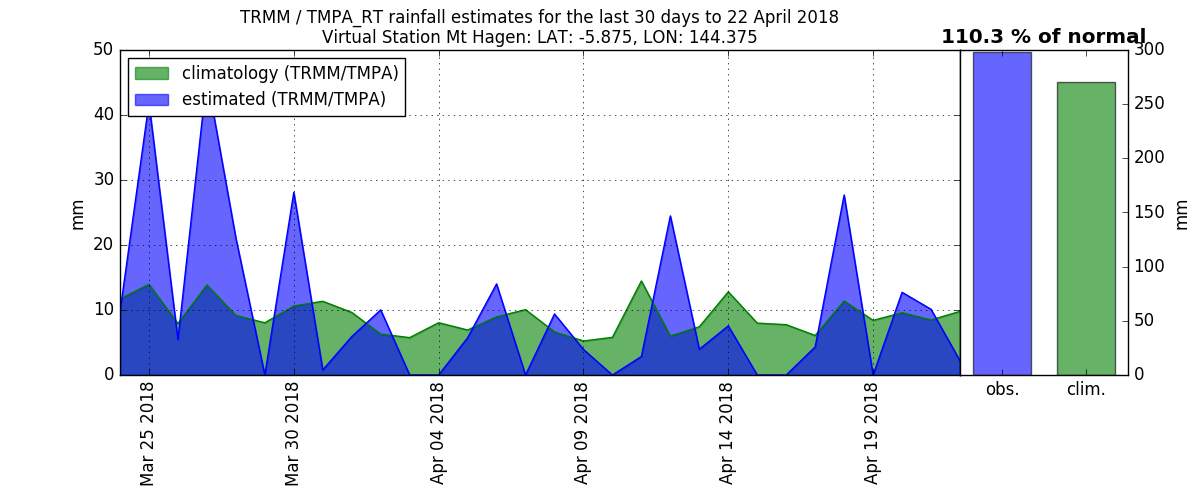 TRMM / TMPA_RT rainfall estimates for the last 30 days to 22 April 2018
Virtual Station Mt Hagen: LAT: -5.875, LON: 144.375
110.3 % of normal
climatology (TRMM/TMPA)
estimated (TRMM/TMPA)
50
40
30
20
10
0
mm
Mar 25 2018
Mar 30 2018
Apr 04 2018
Apr 09 2018
Apr 14 2018
Apr 19 2018
obs.
clim.
300
250
200
150
100
50
0
mm